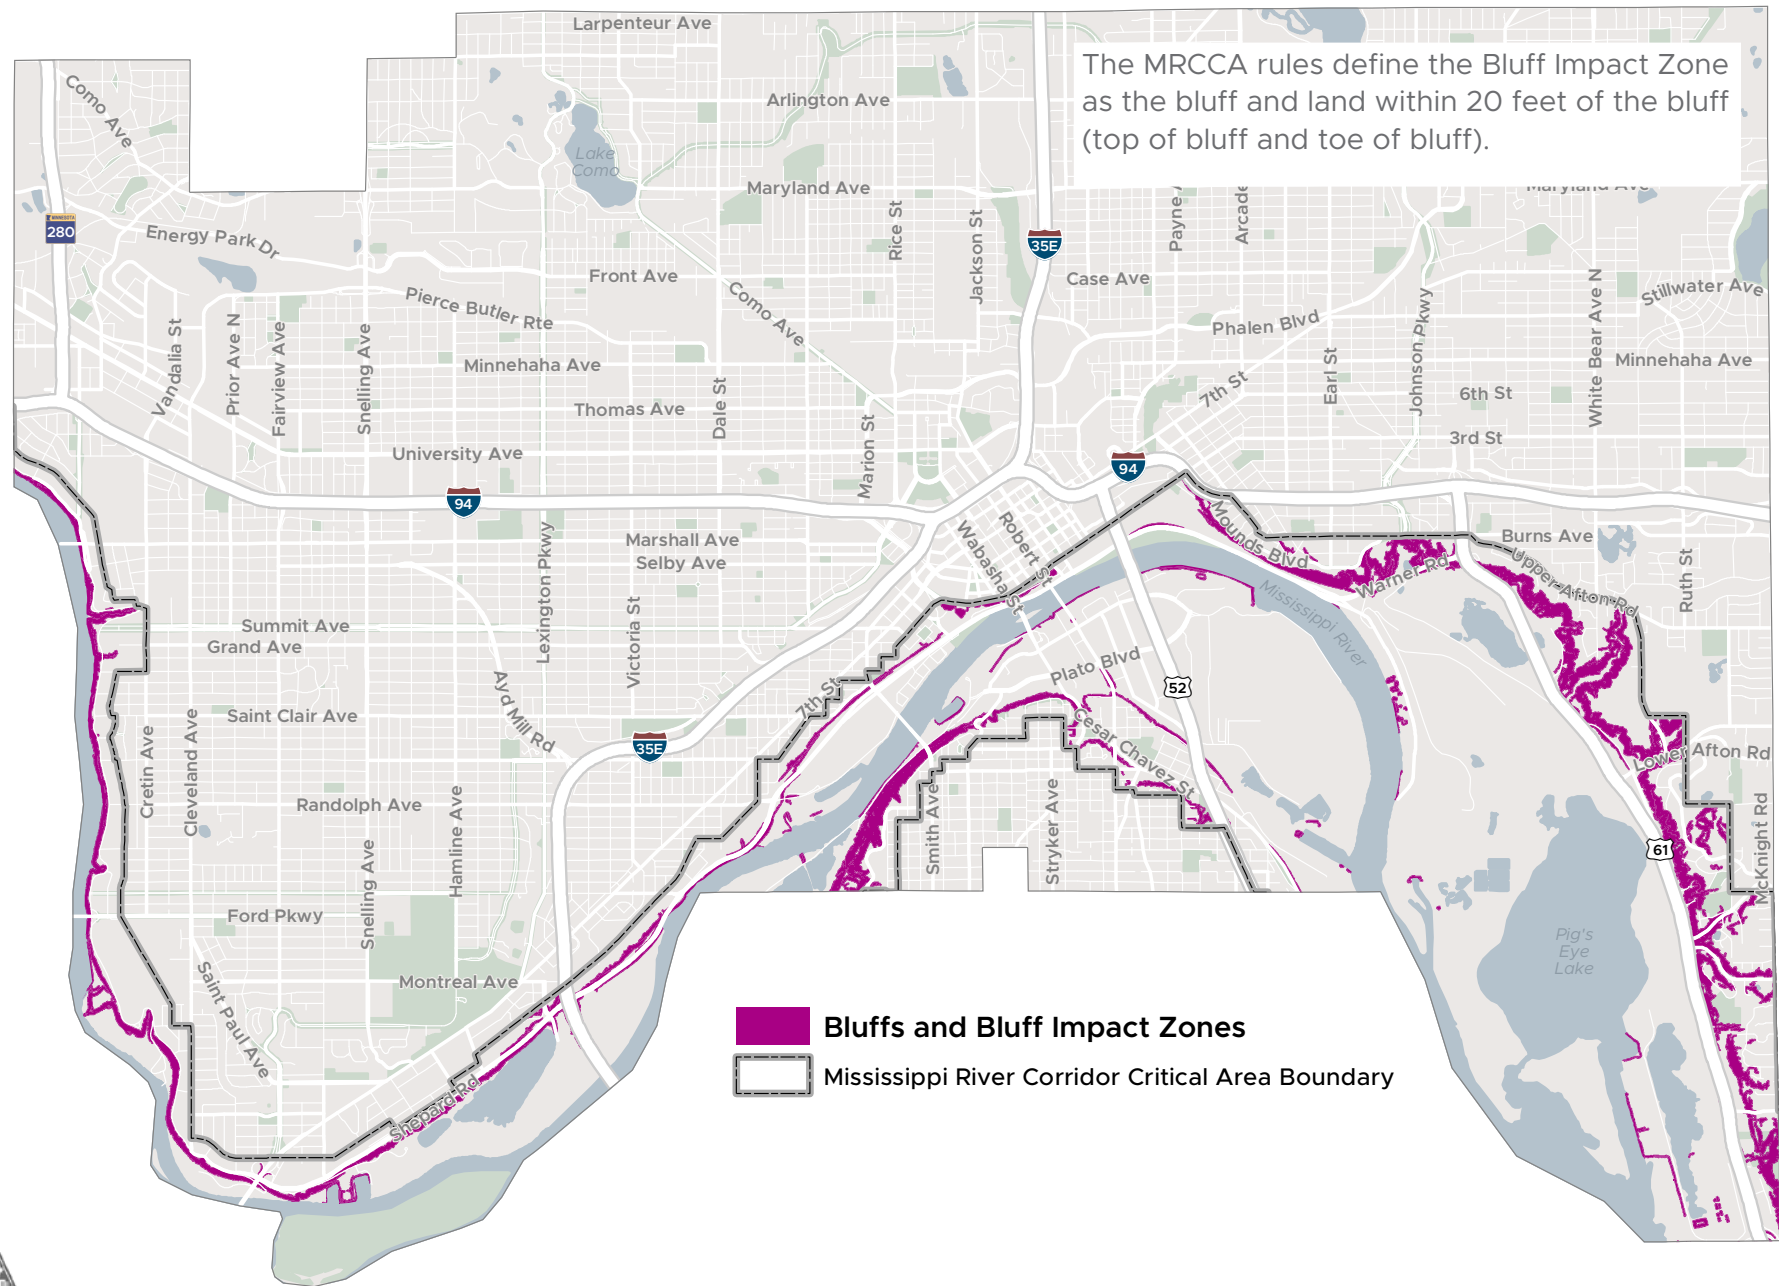 Larpenteur Ave
The MRCCA rules define the Bluff Impact Zone
as the bluff and land within 20 feet of the bluff
(top of bluff and toe of bluff).
Como Ave
Arlington Ave
Lake
Como
Maryland Ave
Maryland Ave
MINNESOTA
280
Energy Park Dr
Rice St
Jackson St
35E
Payne A
Arcade
Front Ave
Case Ave
Pierce Butler Rte
Como Ave
Stillwater Ave
Phalen Blvd
Vandalia St
Prior Ave N
Fairview Ave
Snelling Ave
Minnehaha Ave
Minnehaha Ave
Earl St
Johnson Pkwy
White Bear Ave N
7th St
6th St
Thomas Ave
Dale St
Marion St
3rd St
University Ave
94
94
Lexington Pkwy
Marshall Ave
Selby Ave
Robert St
Wabasha St
Mounds Blvd
Burns Ave
Warner Rd
Upper Afton Rd
Ruth St
Mississippi River
Summit Ave
Grand Ave
Victoria St
Ayd Mill Rd
7th St
Plato Blvd
52
Saint Clair Ave
Cretin Ave
Cleveland Ave
35E
Cesar Chavez St
Lower Afton Rd
Randolph Ave
Hamline Ave
Smith Ave
Stryker Ave
61
McKnight Rd
Snelling Ave
Ford Pkwy
Pig's
Eye
Lake
Saint Paul Ave
Montreal Ave
Shepard Rd
Bluffs and Bluff Impact Zones
Mississippi River Corridor Critical Area Boundary